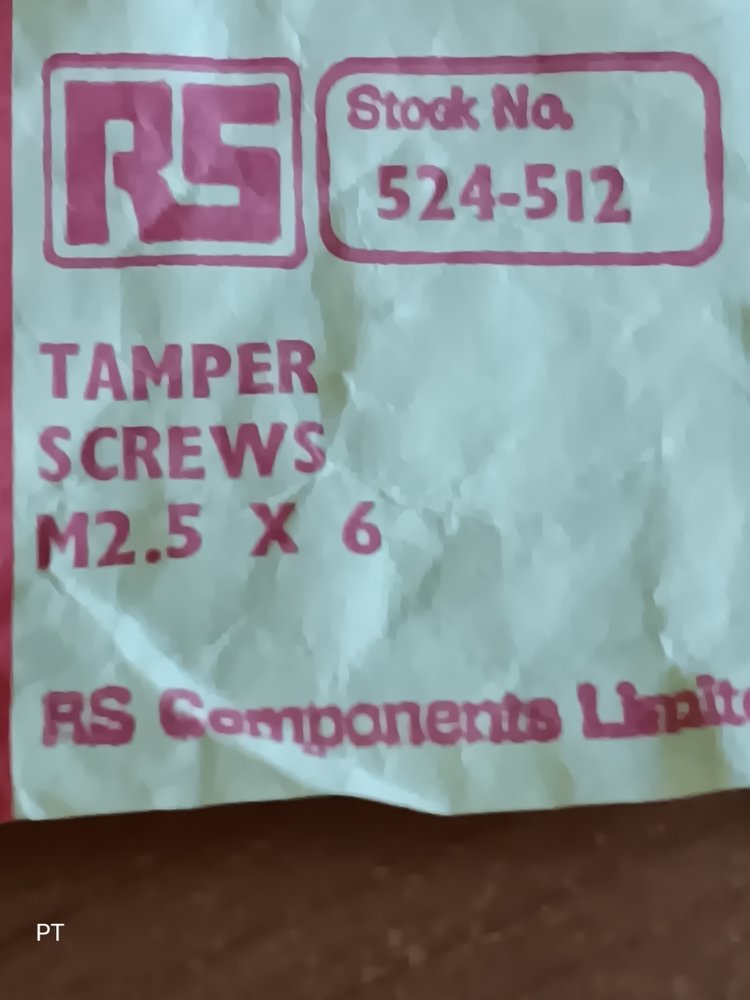 RS
Stock No.
524-512
TAMPER
SCREWS
M2.5 X 6
RS Components
PT